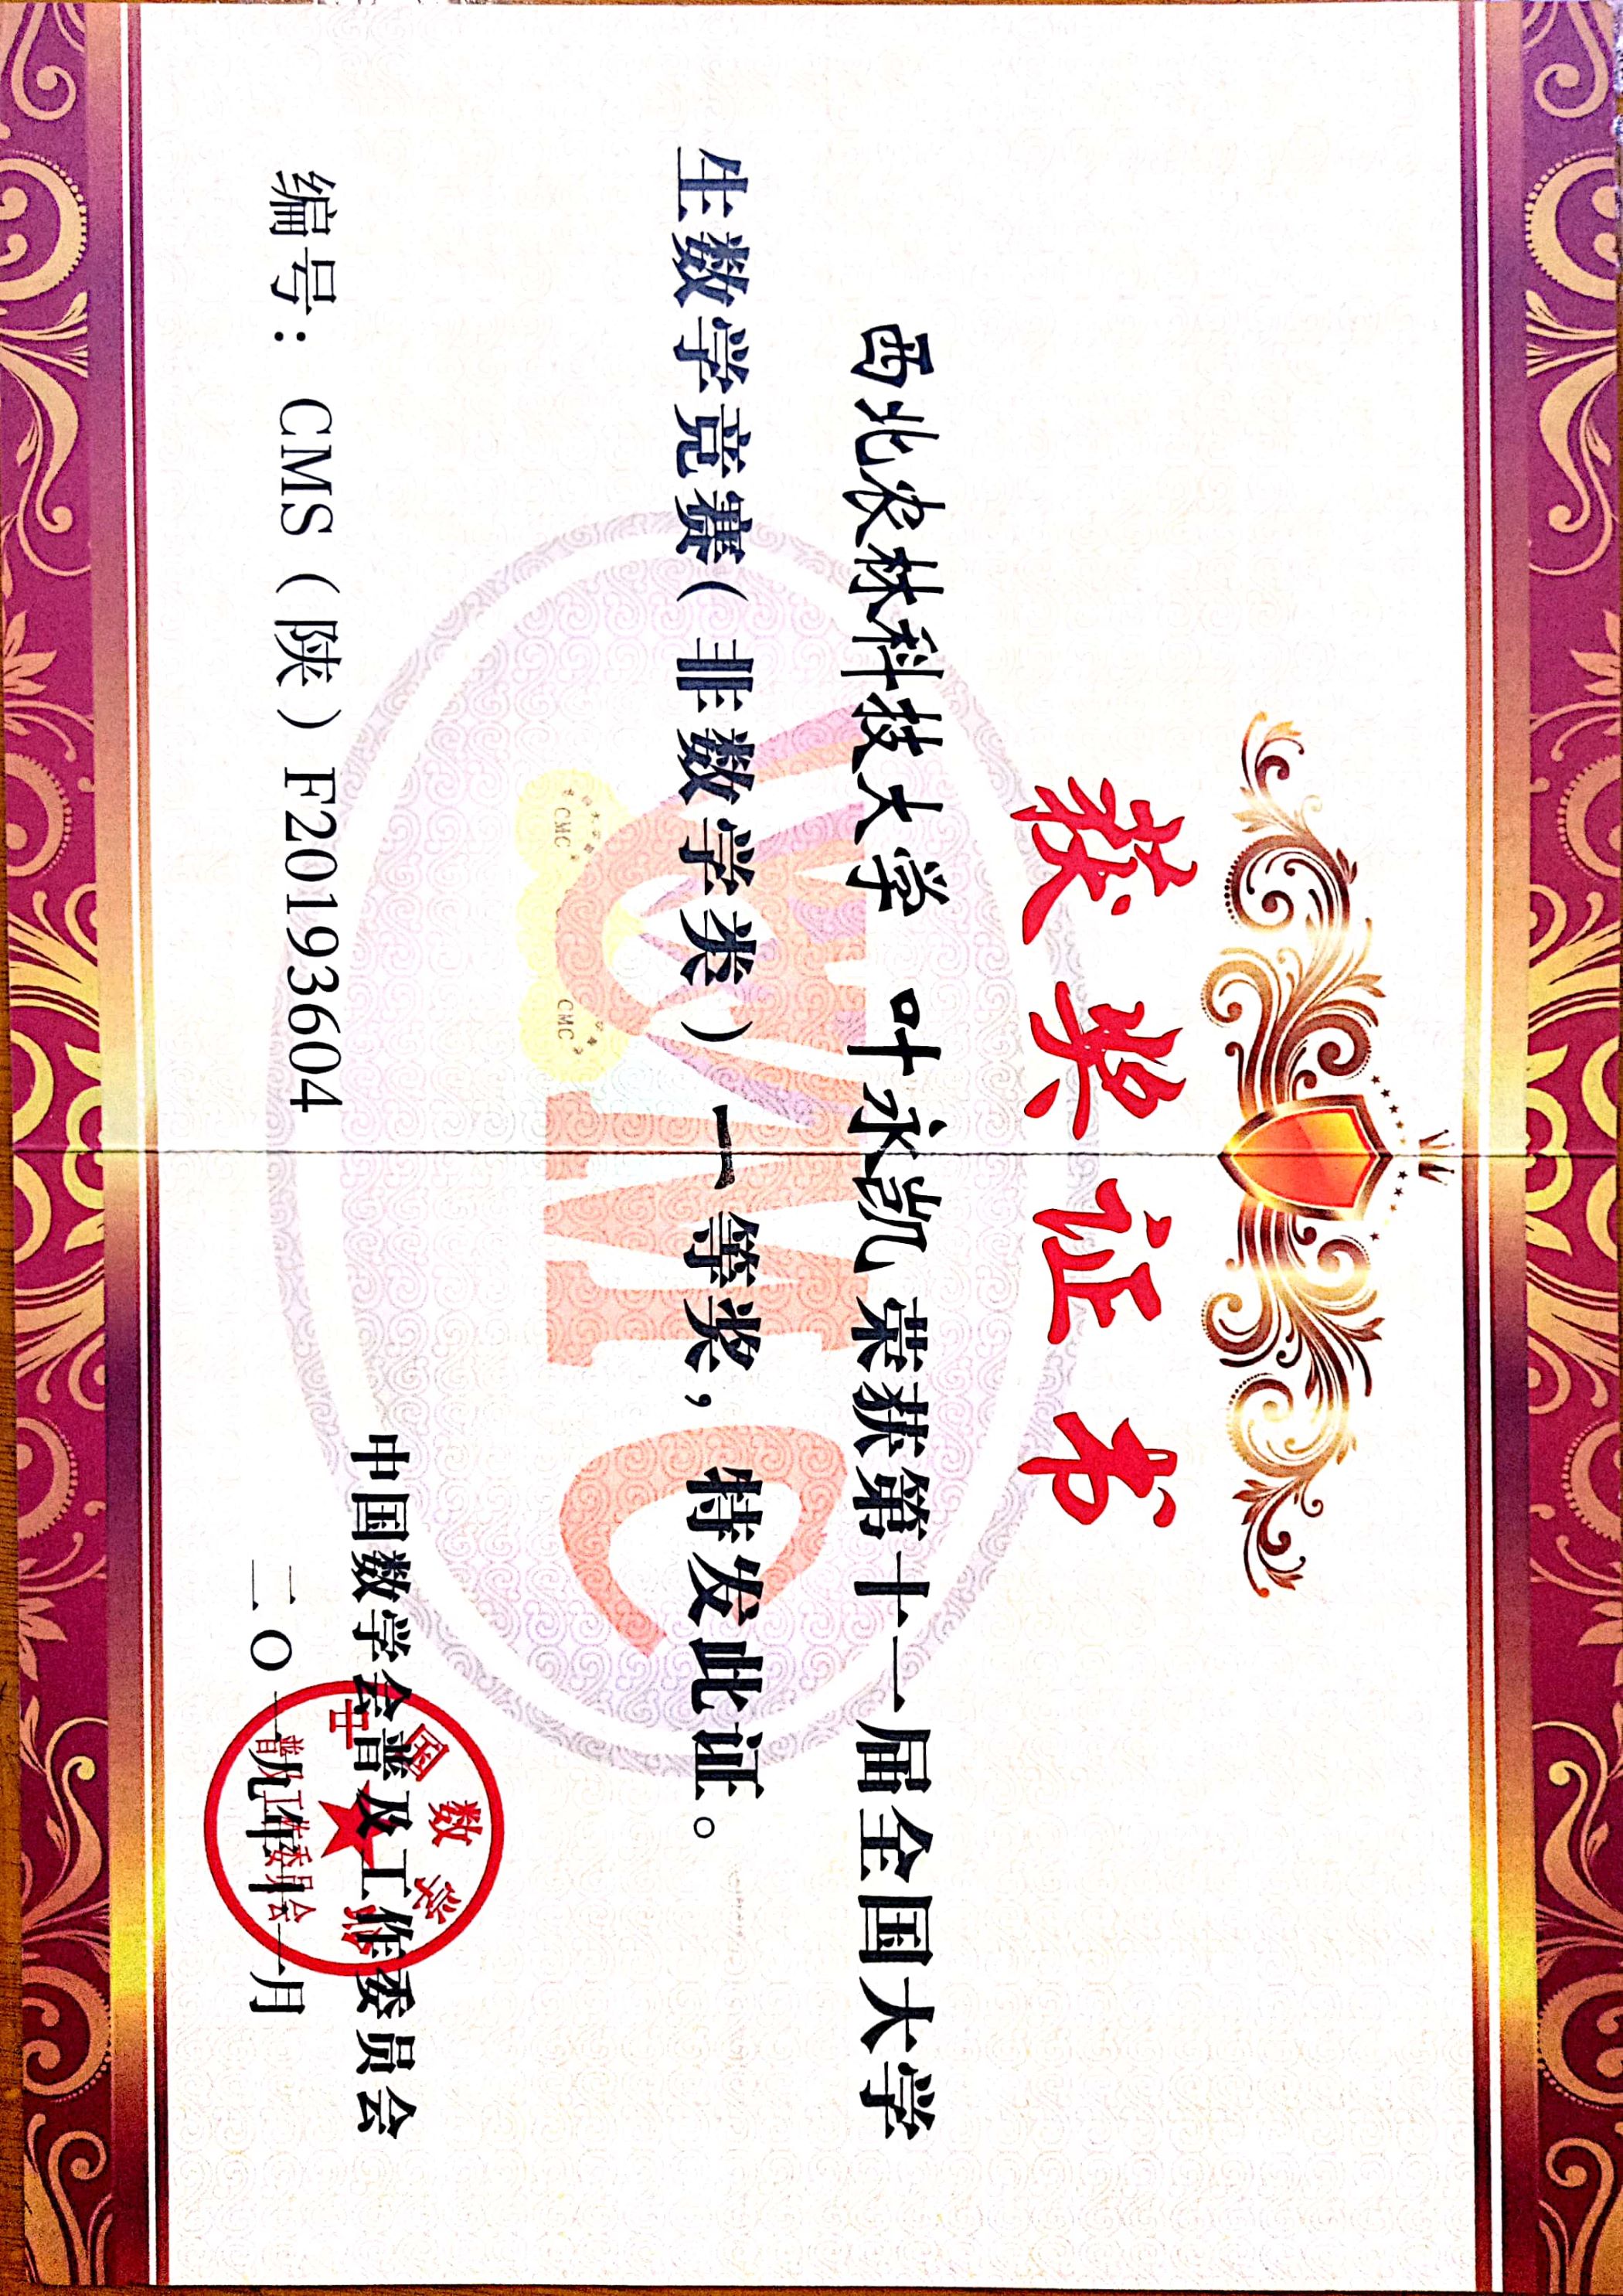 获奖证书
西北农林科技大学 叶永凯 荣获第十一届全国大学
生数学竞赛(非数学类)一等奖,特发此证。
CMC
CMC CMC
中国数学会
中国数学会普及工作委员会
普及工作委员会
编号:CMS(陕)F20193604
二〇一九年十一月